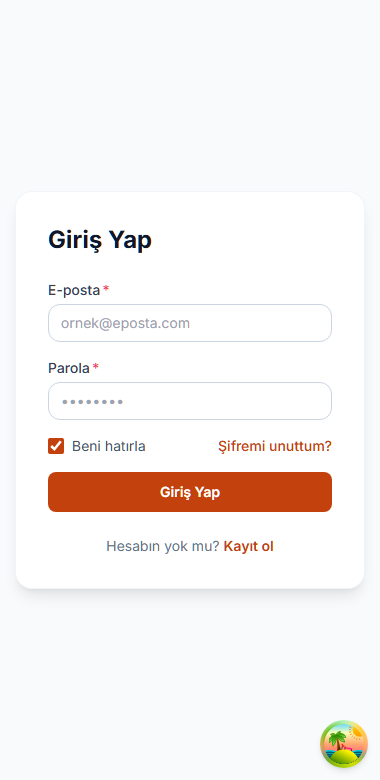 Giriş Yap
E-posta *
ornek@eposta.com
Parola *
••••••••
Beni hatırla Şifremi unuttum?
Giriş Yap
Hesabın yok mu? Kayıt ol